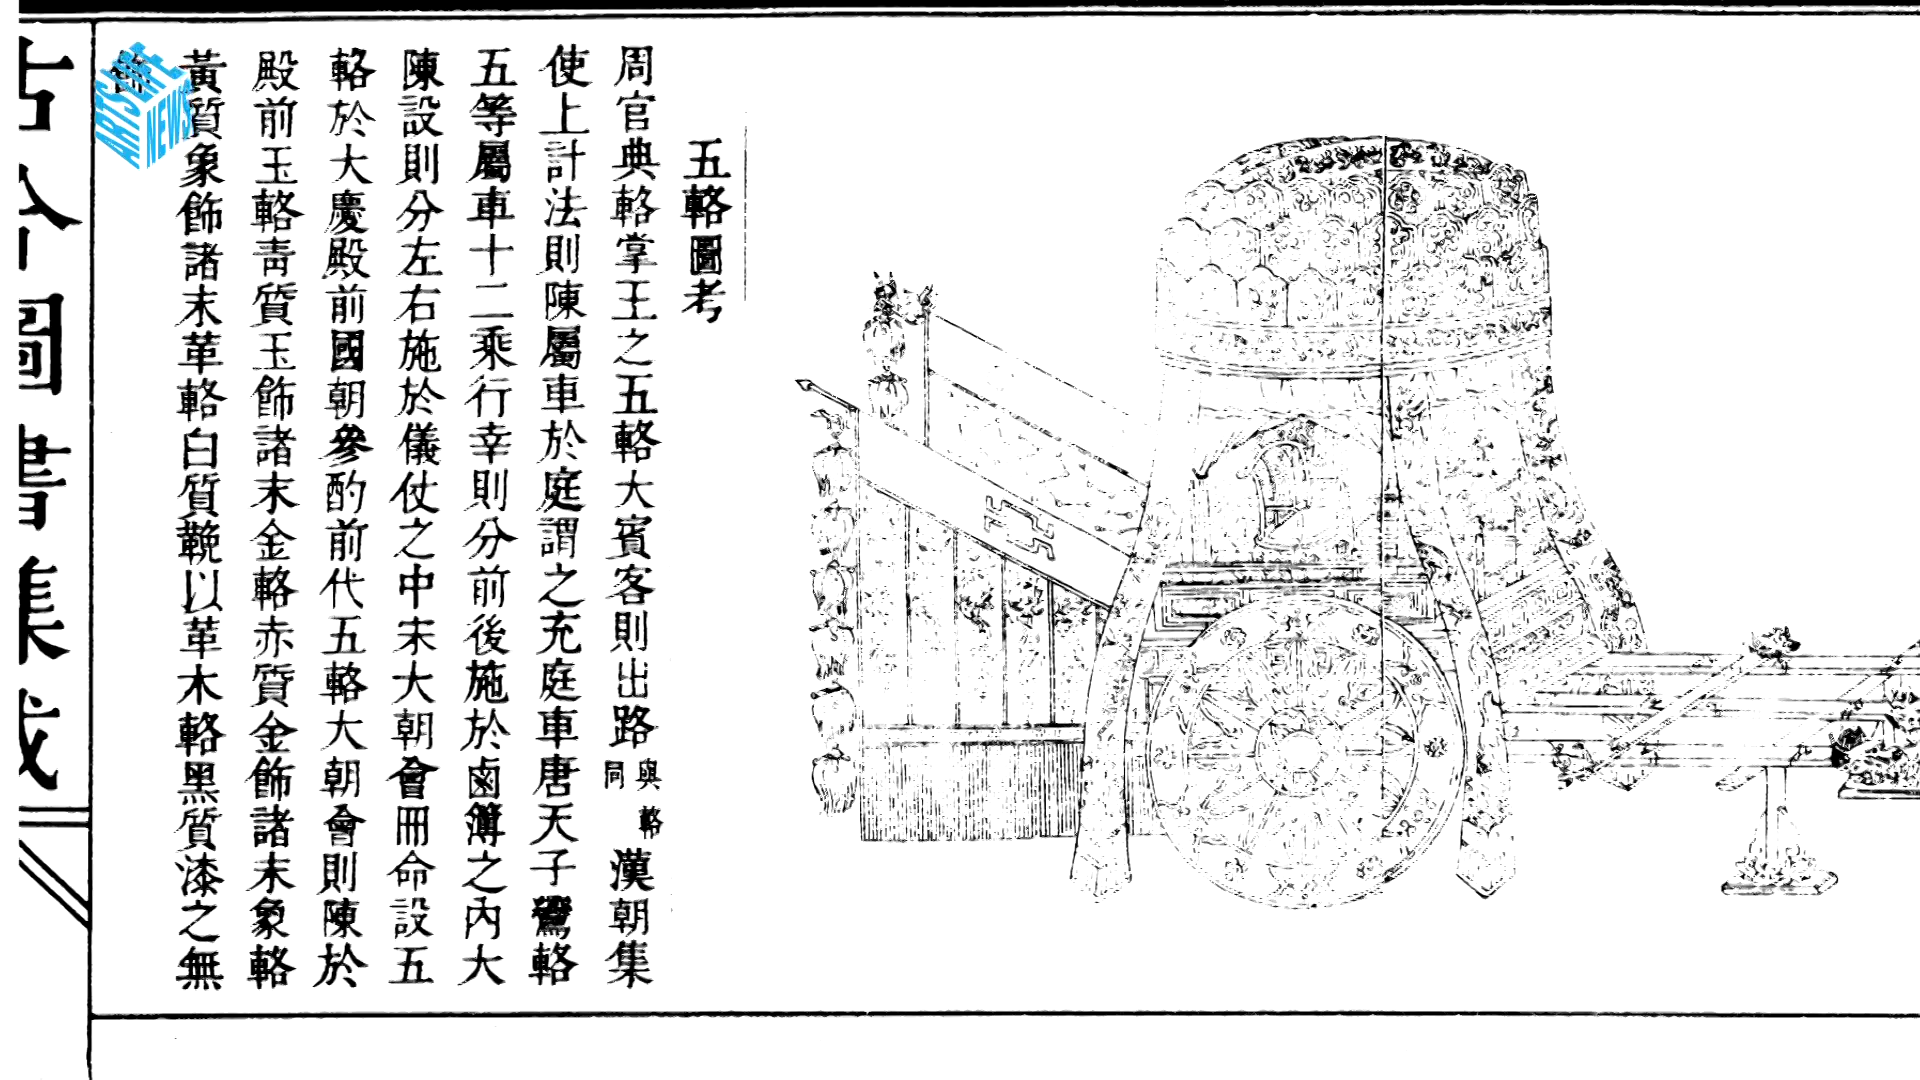 五輅圖考
周官典輅掌王之五輅大賓客則出路與輅同漢朝集
使上計法則陳屬車於庭謂之充庭車唐天子鸞輅
五等屬車十二乘行幸則分前後施於鹵簿之內大
陳設則分左右施於儀仗之中宋大朝會冊命設五
輅於大慶殿前國朝參酌前代五輅大朝會則陳於
殿前玉輅青質玉飾諸末金輅赤質金飾諸末象輅
黃質象飾諸末革輅白質鞔以革木輅黑質漆之無
飾
古今圖書集成
ARTS LIFE NEWS